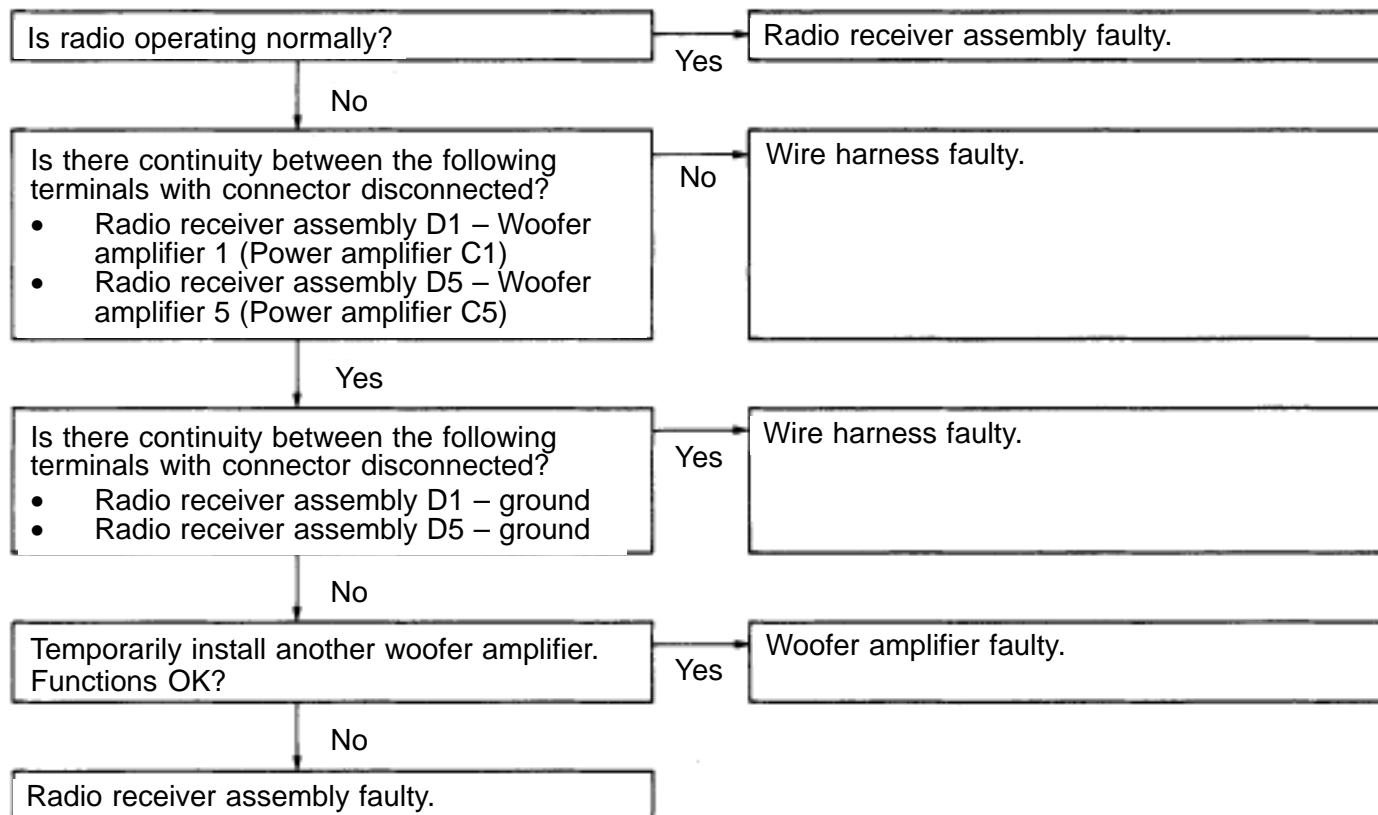 Is radio operating normally?
Yes
Radio receiver assembly faulty.
No
Is there continuity between the following
terminals with connector disconnected?
• Radio receiver assembly D1 – Woofer
amplifier 1 (Power amplifier C1)
• Radio receiver assembly D5 – Woofer
amplifier 5 (Power amplifier C5)
No
Wire harness faulty.
Yes
Is there continuity between the following
terminals with connector disconnected?
• Radio receiver assembly D1 – ground
• Radio receiver assembly D5 – ground
Yes
Wire harness faulty.
No
Temporarily install another woofer amplifier.
Functions OK?
Yes
Woofer amplifier faulty.
No
Radio receiver assembly faulty.